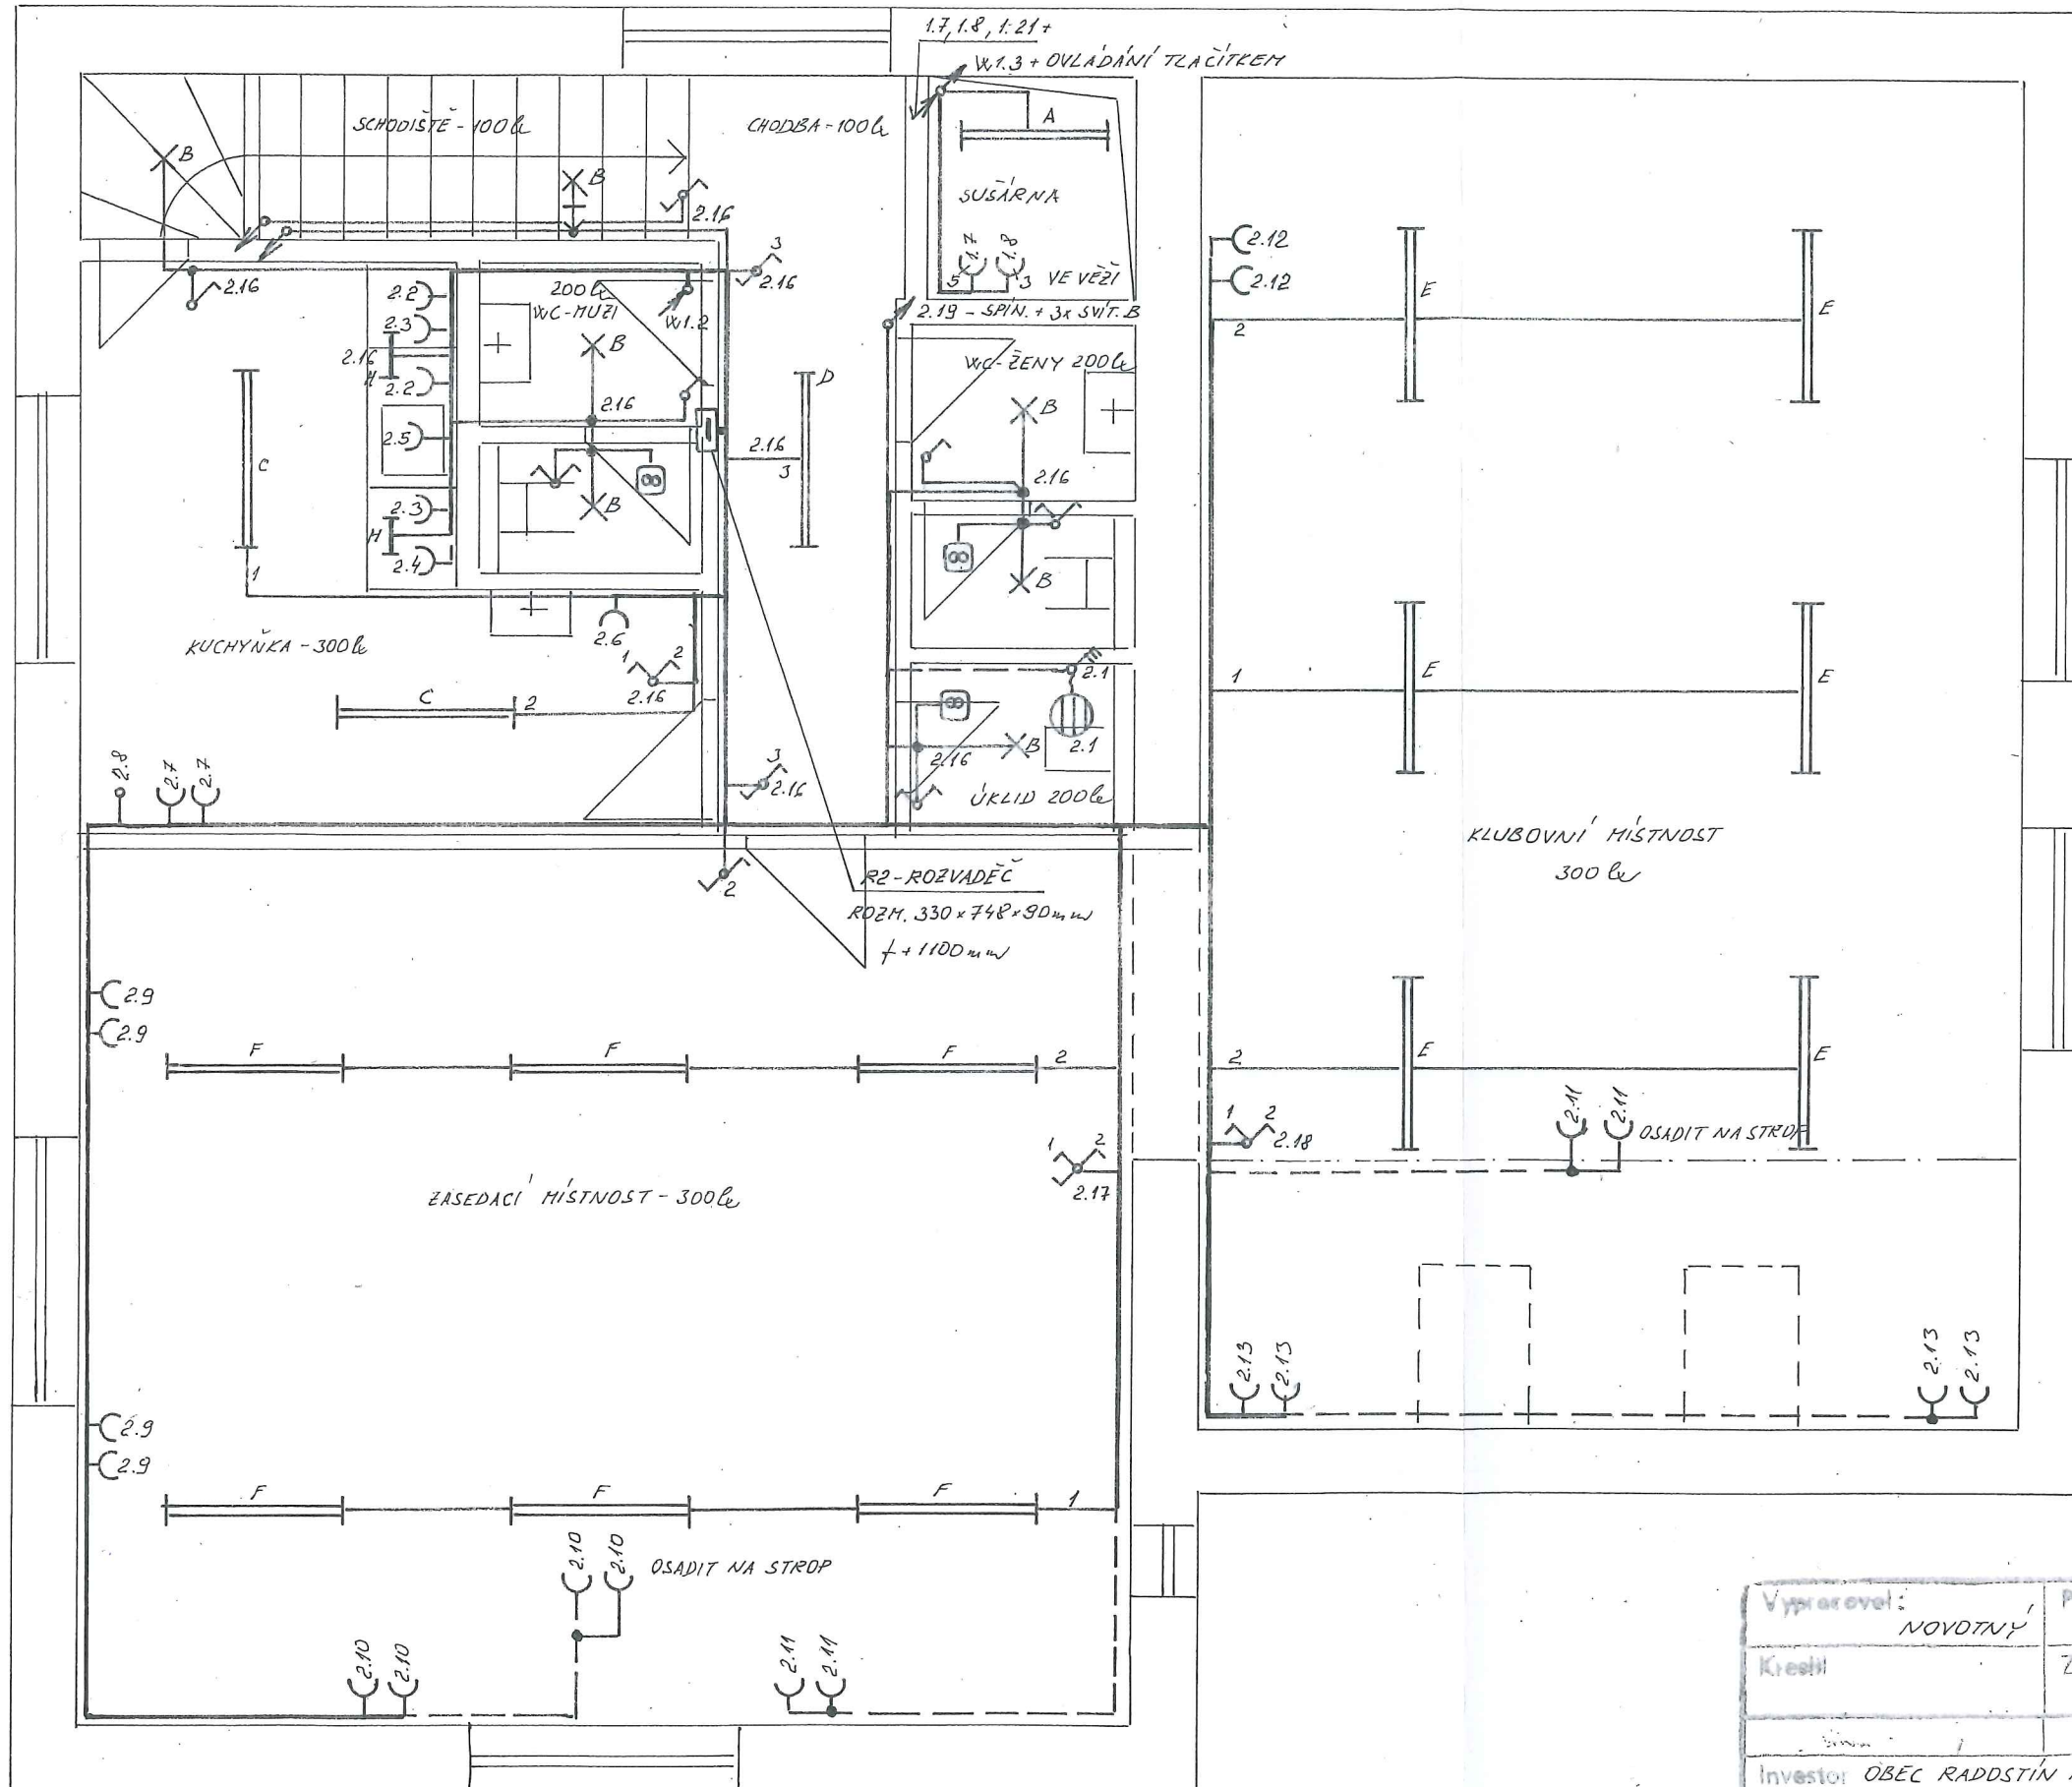 1.7, 1.8, 1.21 +
W1.3 + OVLÁDÁNÍ TLAČÍTKEM
SCHODIŠTĚ - 100 lx
CHODBA - 100 lx
A
B
B
SUŠÁRNA
2.16
3
2.16
2.16
1.7
1.8
5
3
VE VĚŽI
2.12
2.12
2.2
2.3
2.16
H
2.2
2.5
2.3
H
2.4
200 lx
WC-MUŽI
W1.2
B
2.16
B
D
2.16
3
2.19 - SPÍN. + 3x SVÍT. B
WC-ŽENY 200 lx
B
2.16
B
2
E
E
C
1
KUCHYŇKA - 300 lx
2.6
1
2
2.16
C
2
2.8
2.7
2.7
3
2.16
2.1
2.1
2.16
B
ÚKLID 200 lx
1
E
E
KLUBOVNÍ MÍSTNOST
300 lx
2
R2 - ROZVADĚČ
ROZM. 330 x 748 x 90 mm
+ 1100 mm
2.9
2.9
F
F
F
2
2
E
E
1
2
2.18
2.11
2.11
OSADIT NA STROP
1
2
2.17
ZASEDACÍ MÍSTNOST - 300 lx
2.13
2.13
2.13
2.13
2.9
2.9
F
F
F
1
2.10
2.10
OSADIT NA STROP
2.10
2.10
2.11
2.11
Vypracoval:
NOVOTNÝ
P
Kreslil
Z
Investor OBEC RADOSTÍN